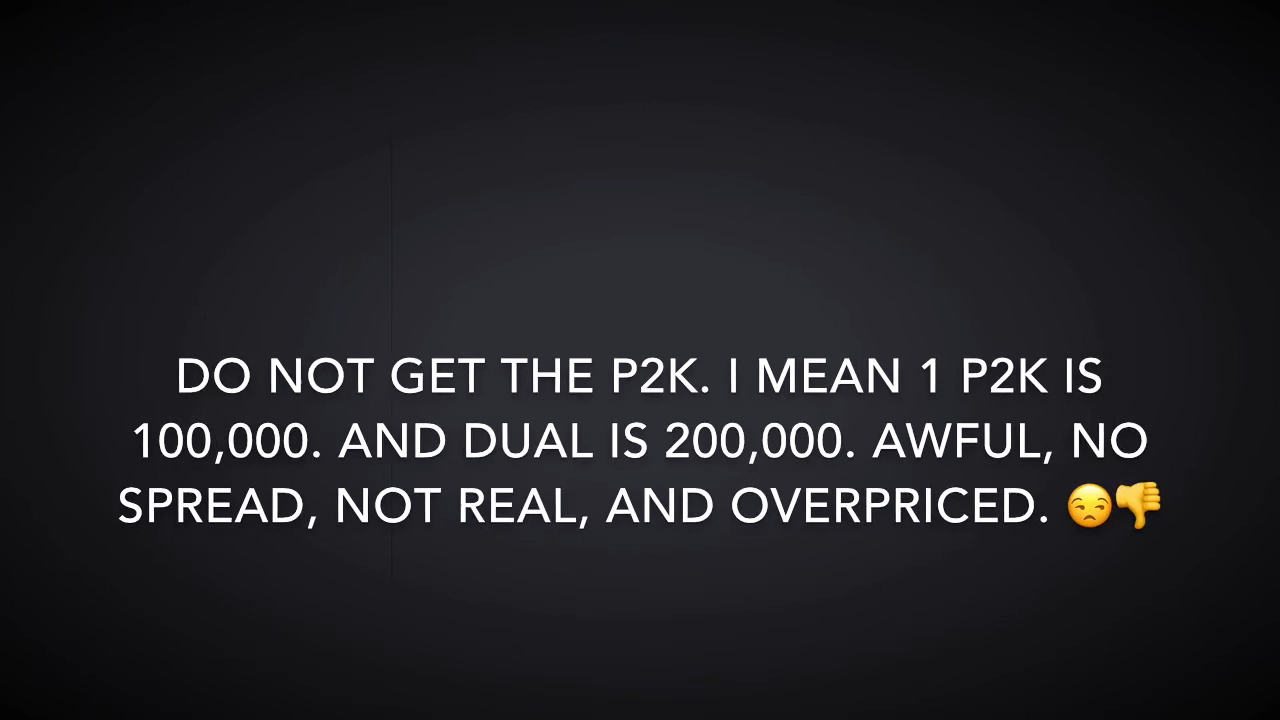 DO NOT GET THE P2K. I MEAN 1 P2K IS
100,000. AND DUAL IS 200,000. AWFUL, NO
SPREAD, NOT REAL, AND OVERPRICED. 😒👎